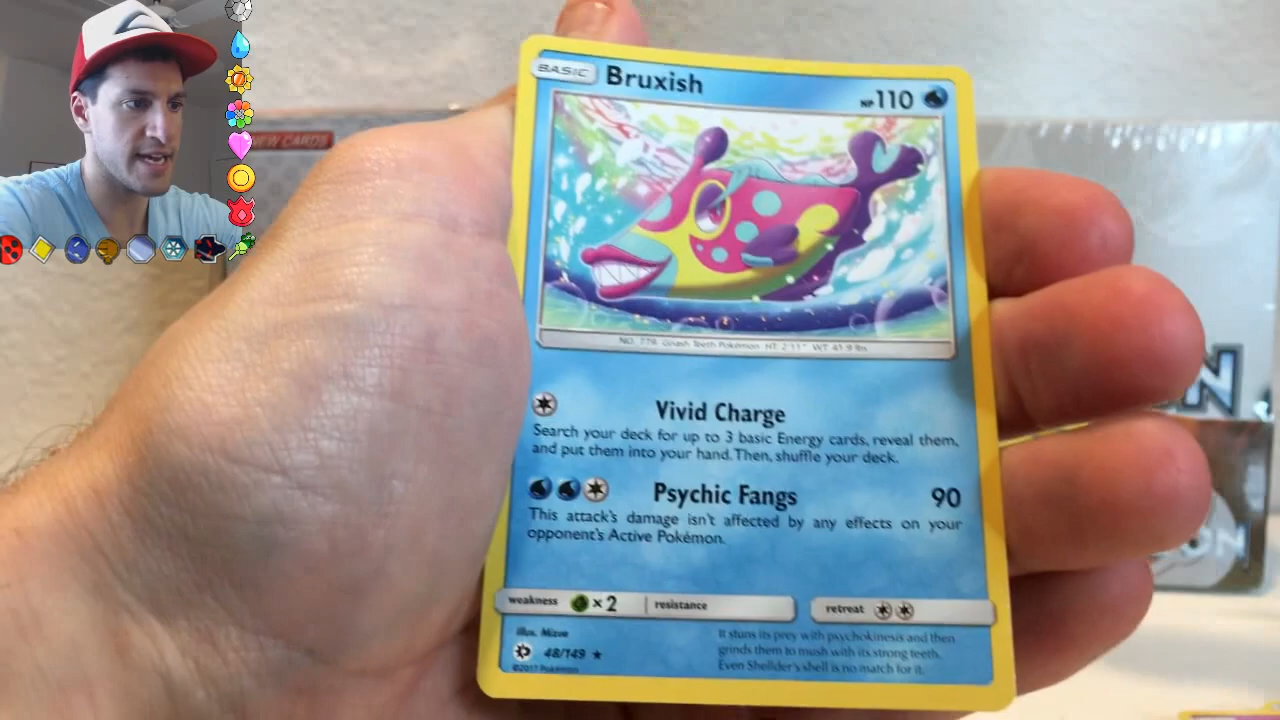 NEW CARDS
BASIC Bruxish HP 110
NO. 779 Gnash Teeth Pokémon HT: 2'11" WT: 41.9 lbs.
Vivid Charge
Search your deck for up to 3 basic Energy cards, reveal them,
and put them into your hand. Then, shuffle your deck.
Psychic Fangs 90
This attack's damage isn't affected by any effects on your
opponent's Active Pokémon.
weakness ×2 resistance retreat
Illus. Mizue
48/149 ★
©2017 Pokémon
It stuns its prey with psychokinesis and then
grinds them to mush with its strong teeth.
Even Shellder's shell is no match for it.
N
ON